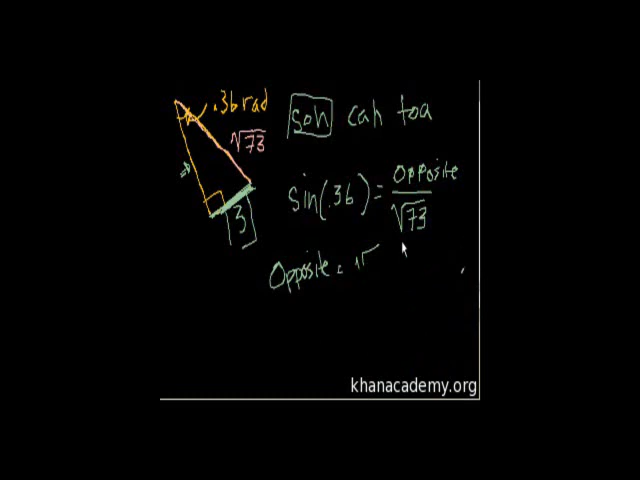 .36 rad
soh cah toa
√73
sin(.36) = Opposite / √73
3
Opposite =
khanacademy.org